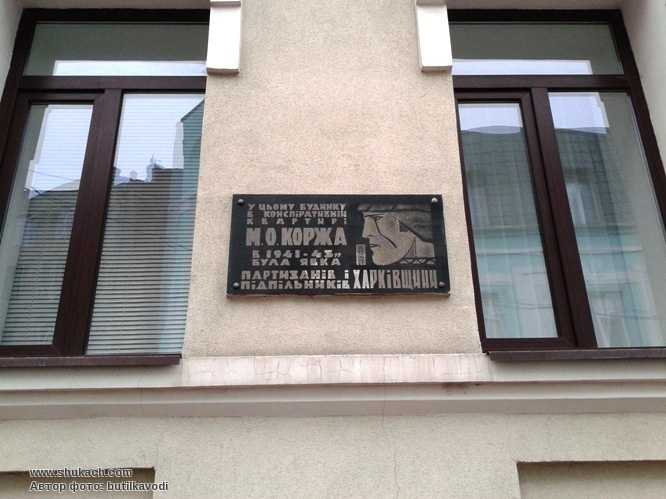 У ЦЬОМУ БУДИНКУ
В КОНСПІРАТИВНІЙ
КВАРТИРІ
М.О. КОРЖА
В 1941-43рр
БУЛА ЯВКА
ПАРТИЗАНІВ І
ПІДПІЛЬНИКІВ ХАРКІВЩИНИ
www.shukach.com
Автор фото: butilkavodi